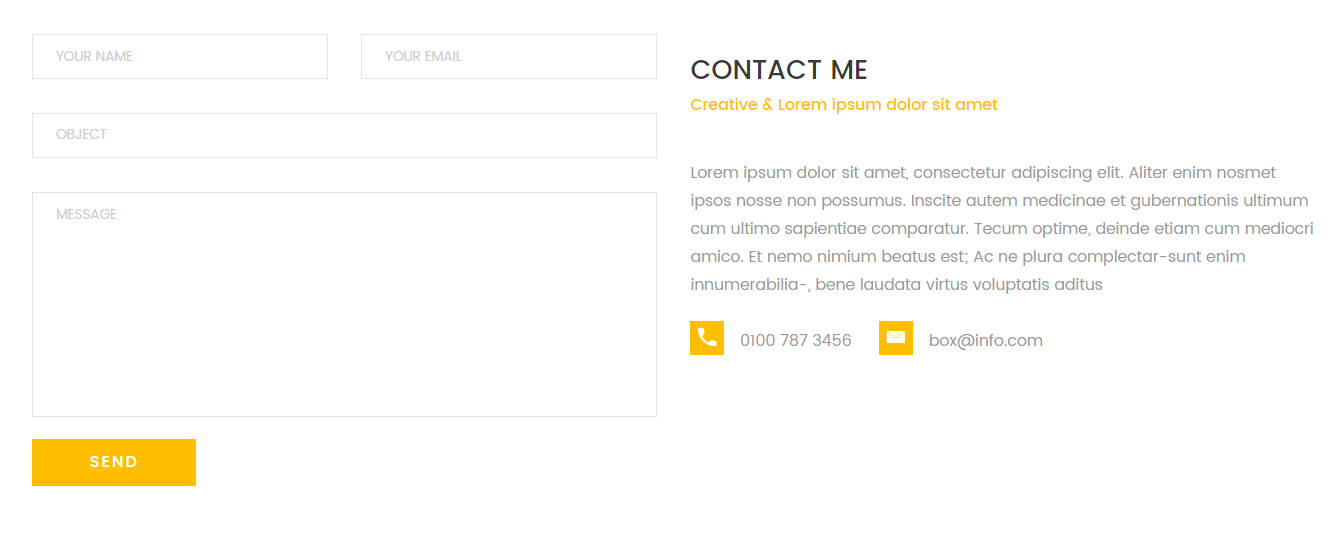 YOUR NAME
YOUR EMAIL
OBJECT
MESSAGE
SEND
CONTACT ME
Creative & Lorem ipsum dolor sit amet
Lorem ipsum dolor sit amet, consectetur adipiscing elit. Aliter enim nosmet
ipsos nosse non possumus. Inscite autem medicinae et gubernationis ultimum
cum ultimo sapientiae comparatur. Tecum optime, deinde etiam cum mediocri
amico. Et nemo nimium beatus est; Ac ne plura complectar-sunt enim
innumerabilia-, bene laudata virtus voluptatis aditus
0100 787 3456
box@info.com